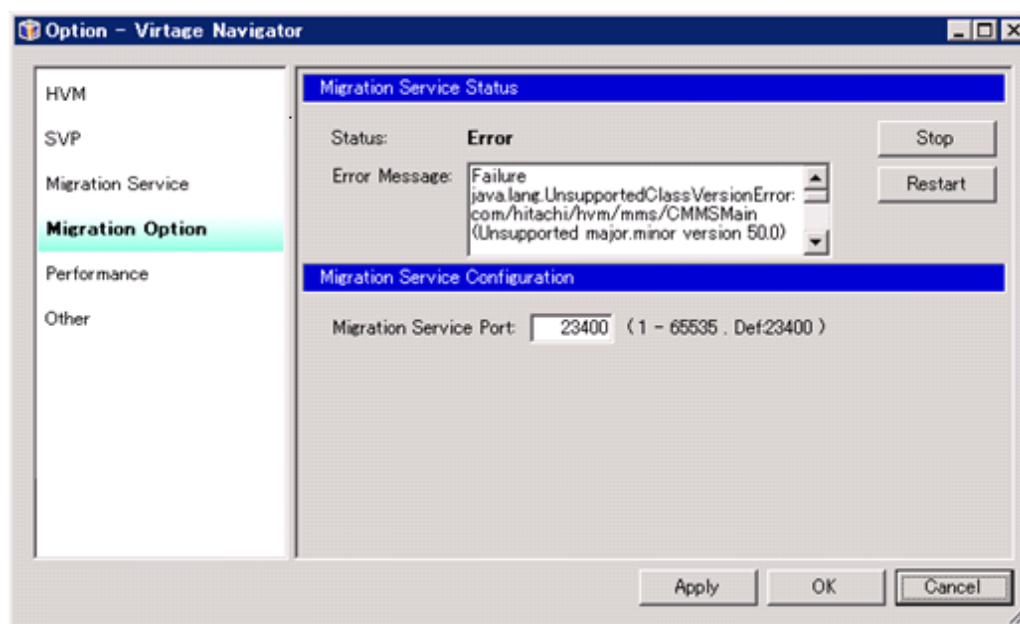 Option - Virtage Navigator
HVM
SVP
Migration Service
Migration Option
Performance
Other
Migration Service Status
Status: Error
Stop
Error Message: Failure
java.lang.UnsupportedClassVersionError:
com/hitachi/hvm/mms/CMMSMain
(Unsupported major.minor version 50.0)
Restart
Migration Service Configuration
Migration Service Port: 23400 ( 1 - 65535 . Def:23400 )
Apply
OK
Cancel